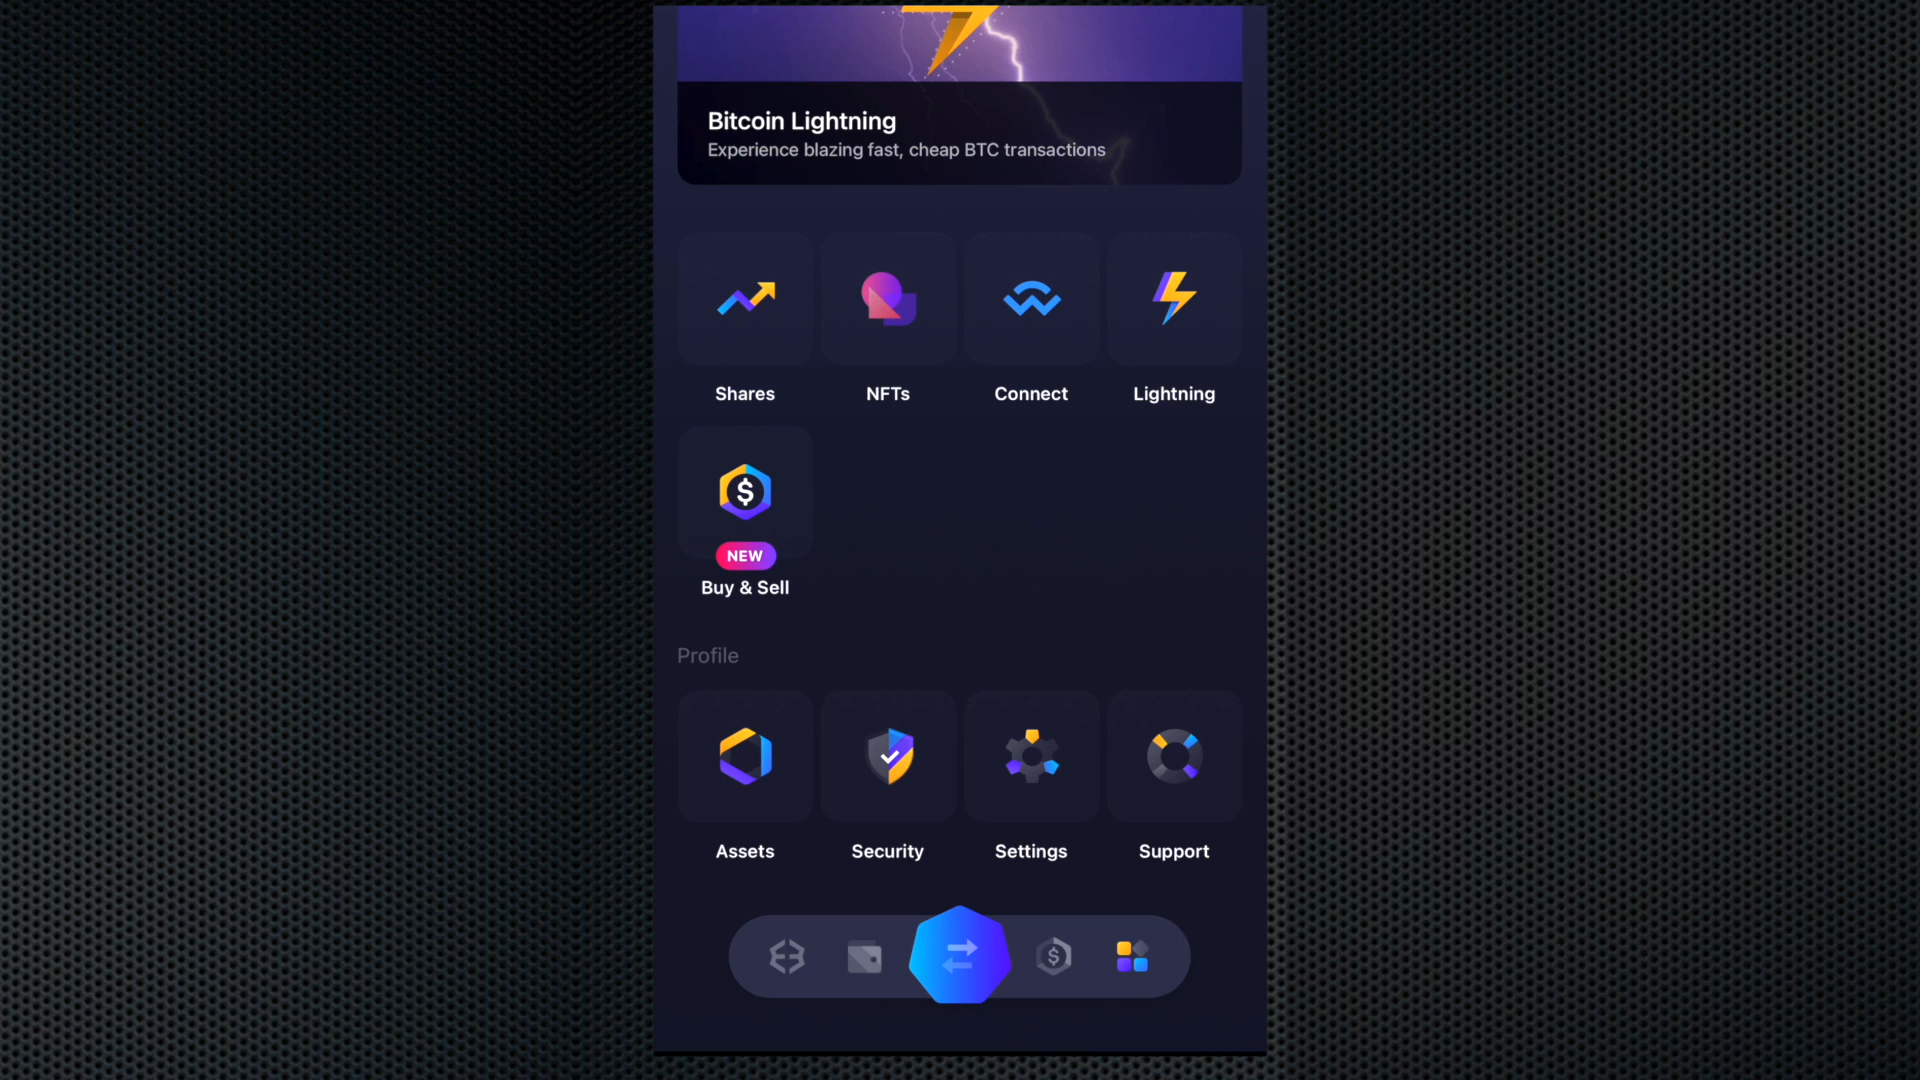 Bitcoin Lightning
Experience blazing fast, cheap BTC transactions
Shares
NFTs
Connect
Lightning
NEW
Buy & Sell
Profile
Assets
Security
Settings
Support